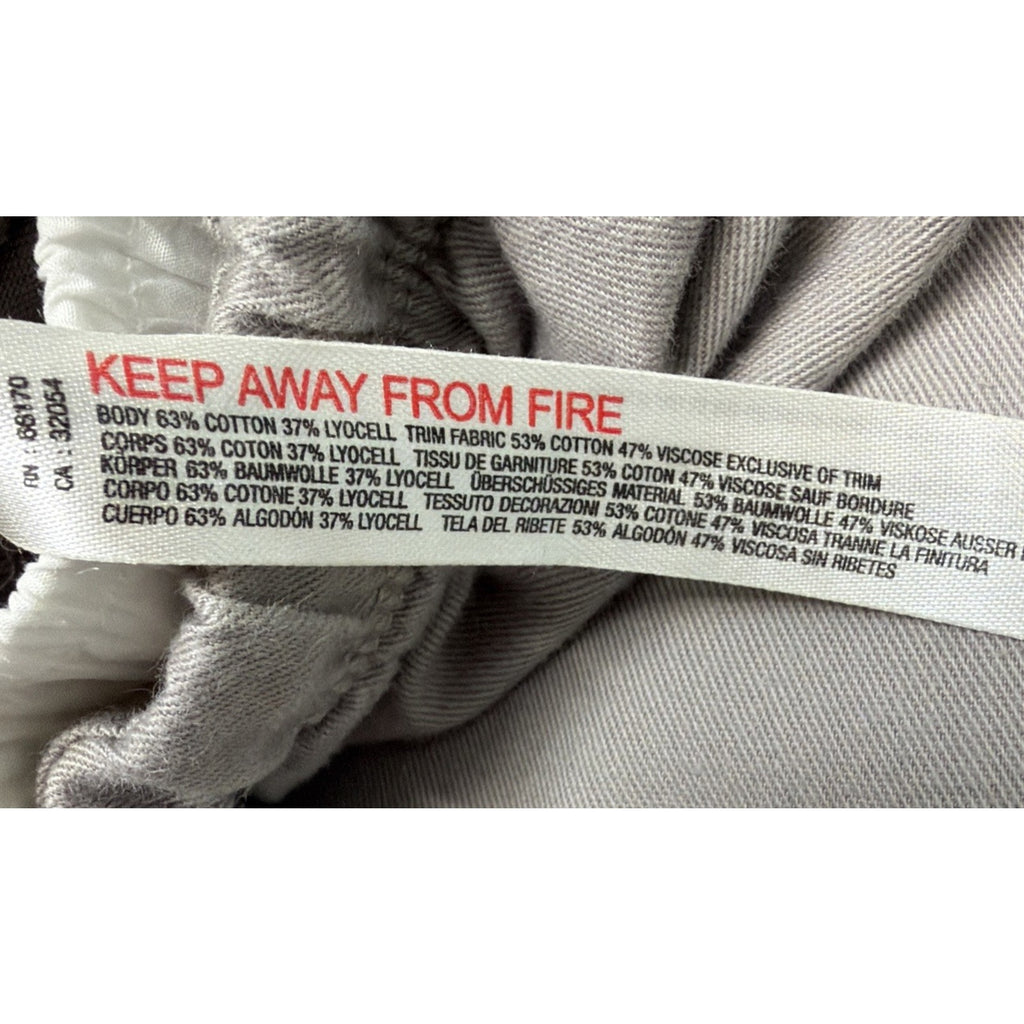 KEEP AWAY FROM FIRE
BODY 63% COTTON 37% LYOCELL TRIM FABRIC 53% COTTON 47% VISCOSE EXCLUSIVE OF TRIM
CORPS 63% COTON 37% LYOCELL TISSU DE GARNITURE 53% COTON 47% VISCOSE SAUF BORDURE
KÖRPER 63% BAUMWOLLE 37% LYOCELL ÜBERSCHÜSSIGES MATERIAL 53% BAUMWOLLE 47% VISKOSE AUSSER
CORPO 63% COTONE 37% LYOCELL TESSUTO DECORAZIONI 53% COTONE 47% VISCOSA TRANNE LA FINITURA
CUERPO 63% ALGODÓN 37% LYOCELL TELA DEL RIBETE 53% ALGODÓN 47% VISCOSA SIN RIBETES
CA : 32054